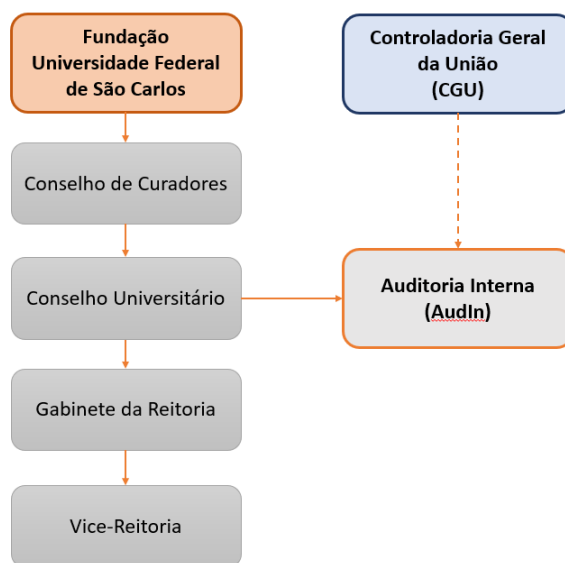 Fundação
Universidade Federal
de São Carlos
Controladoria Geral
da União
(CGU)
Conselho de Curadores
Conselho Universitário
Auditoria Interna
(AudIn)
Gabinete da Reitoria
Vice-Reitoria